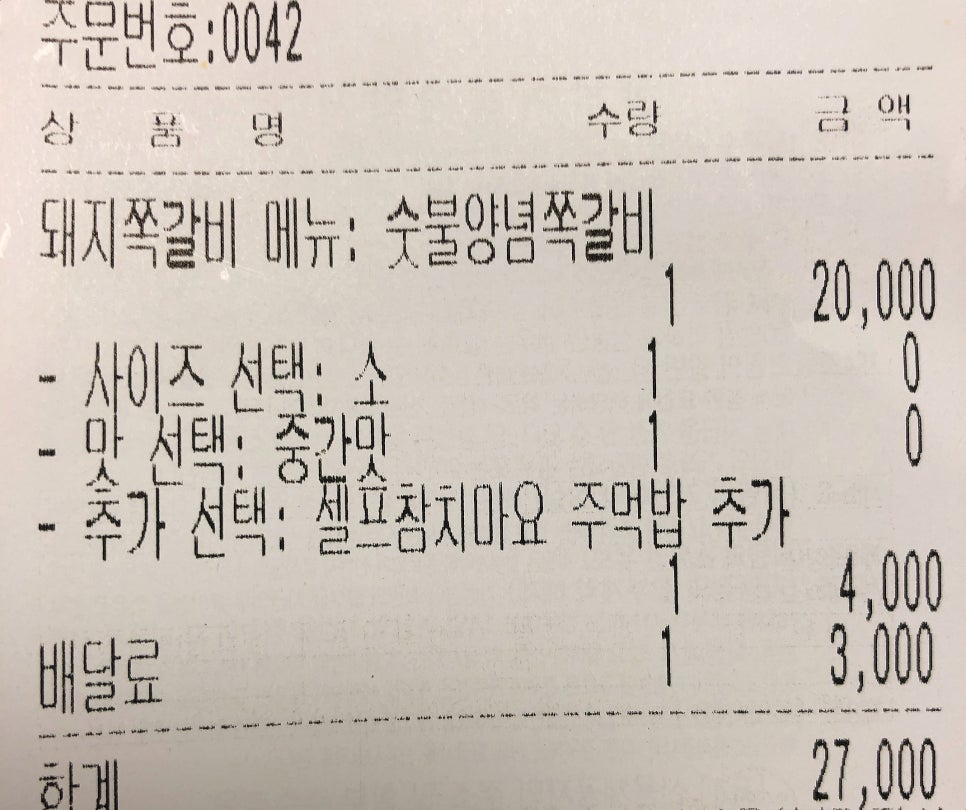 주문번호:0042
상 품 명 수량 금 액
돼지쪽갈비 메뉴: 숫불양념쪽갈비
1 20,000
- 사이즈 선택: 소 1 0
- 맛 선택: 중간맛 1 0
- 추가 선택: 셀프참치마요 주먹밥 추가
1 4,000
배달료 1 3,000
합계 27,000